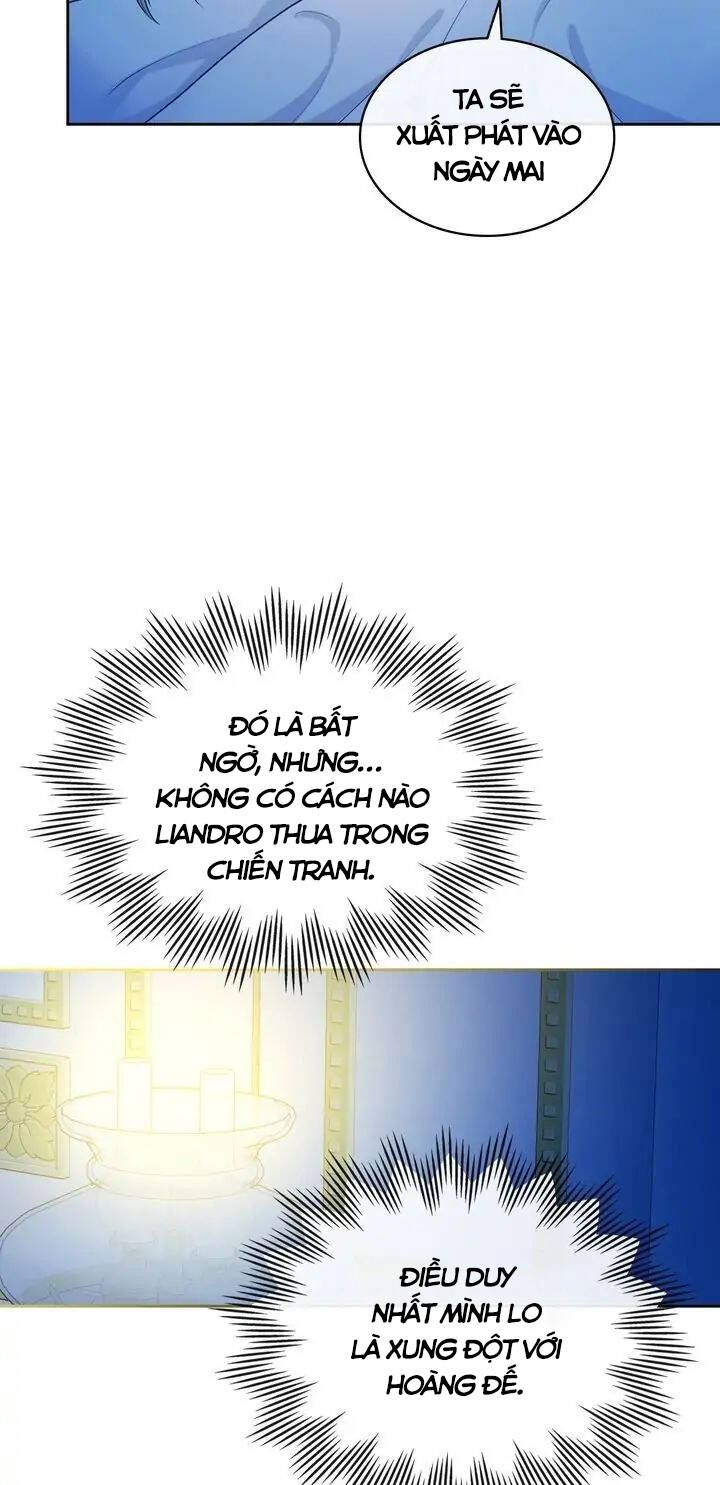 TA SẼ
XUẤT PHÁT VÀO
NGÀY MAI
ĐÓ LÀ BẤT
NGỜ, NHƯNG...
KHÔNG CÓ CÁCH NÀO
LIANDRO THUA TRONG
CHIẾN TRANH.
ĐIỀU DUY
NHẤT MÌNH LO
LÀ XUNG ĐỘT VỚI
HOÀNG ĐẾ.